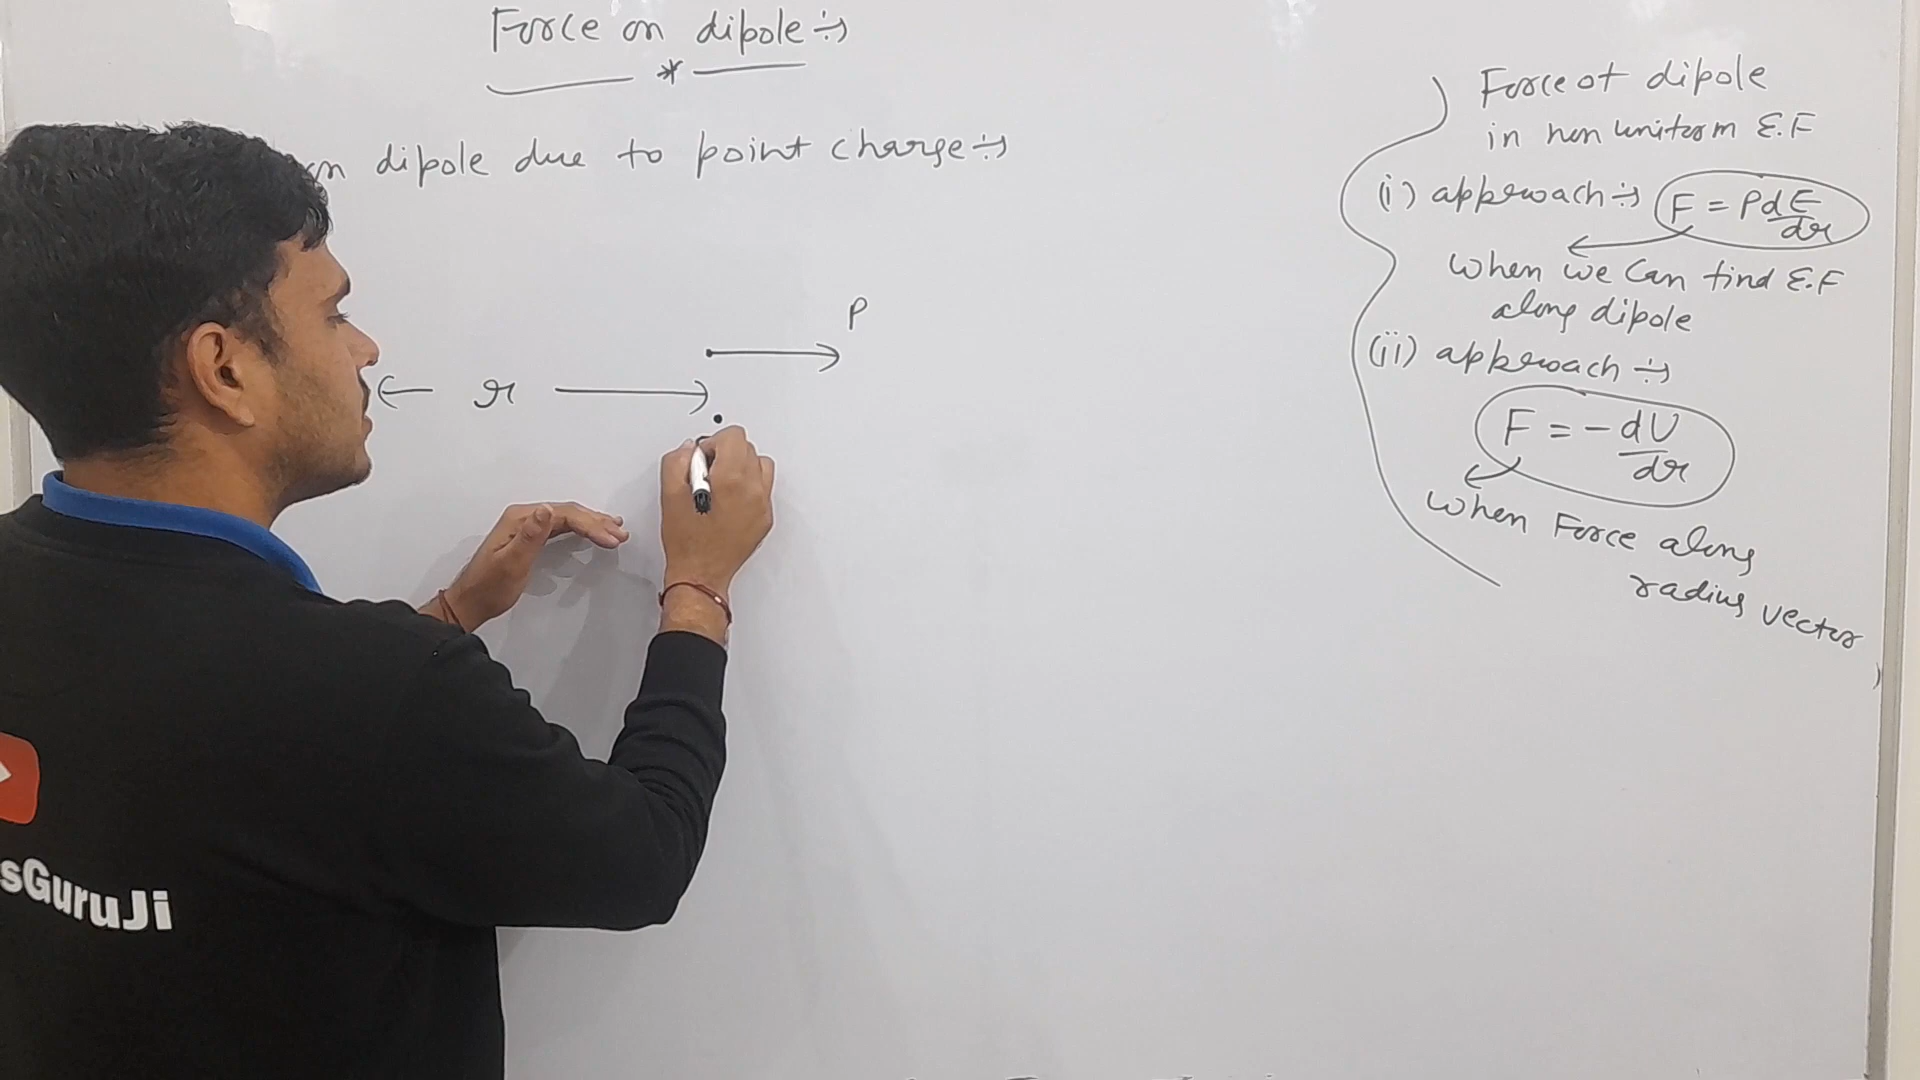 Force on dipole :-
*
on dipole due to point charge :-
P
r
Force of dipole
in non uniform E.F
(i) approach :- F = P dE/dr
When we can find E.F
along dipole
(ii) approach :-
F = - dU/dr
When Force along
radius vector
sGuruJi